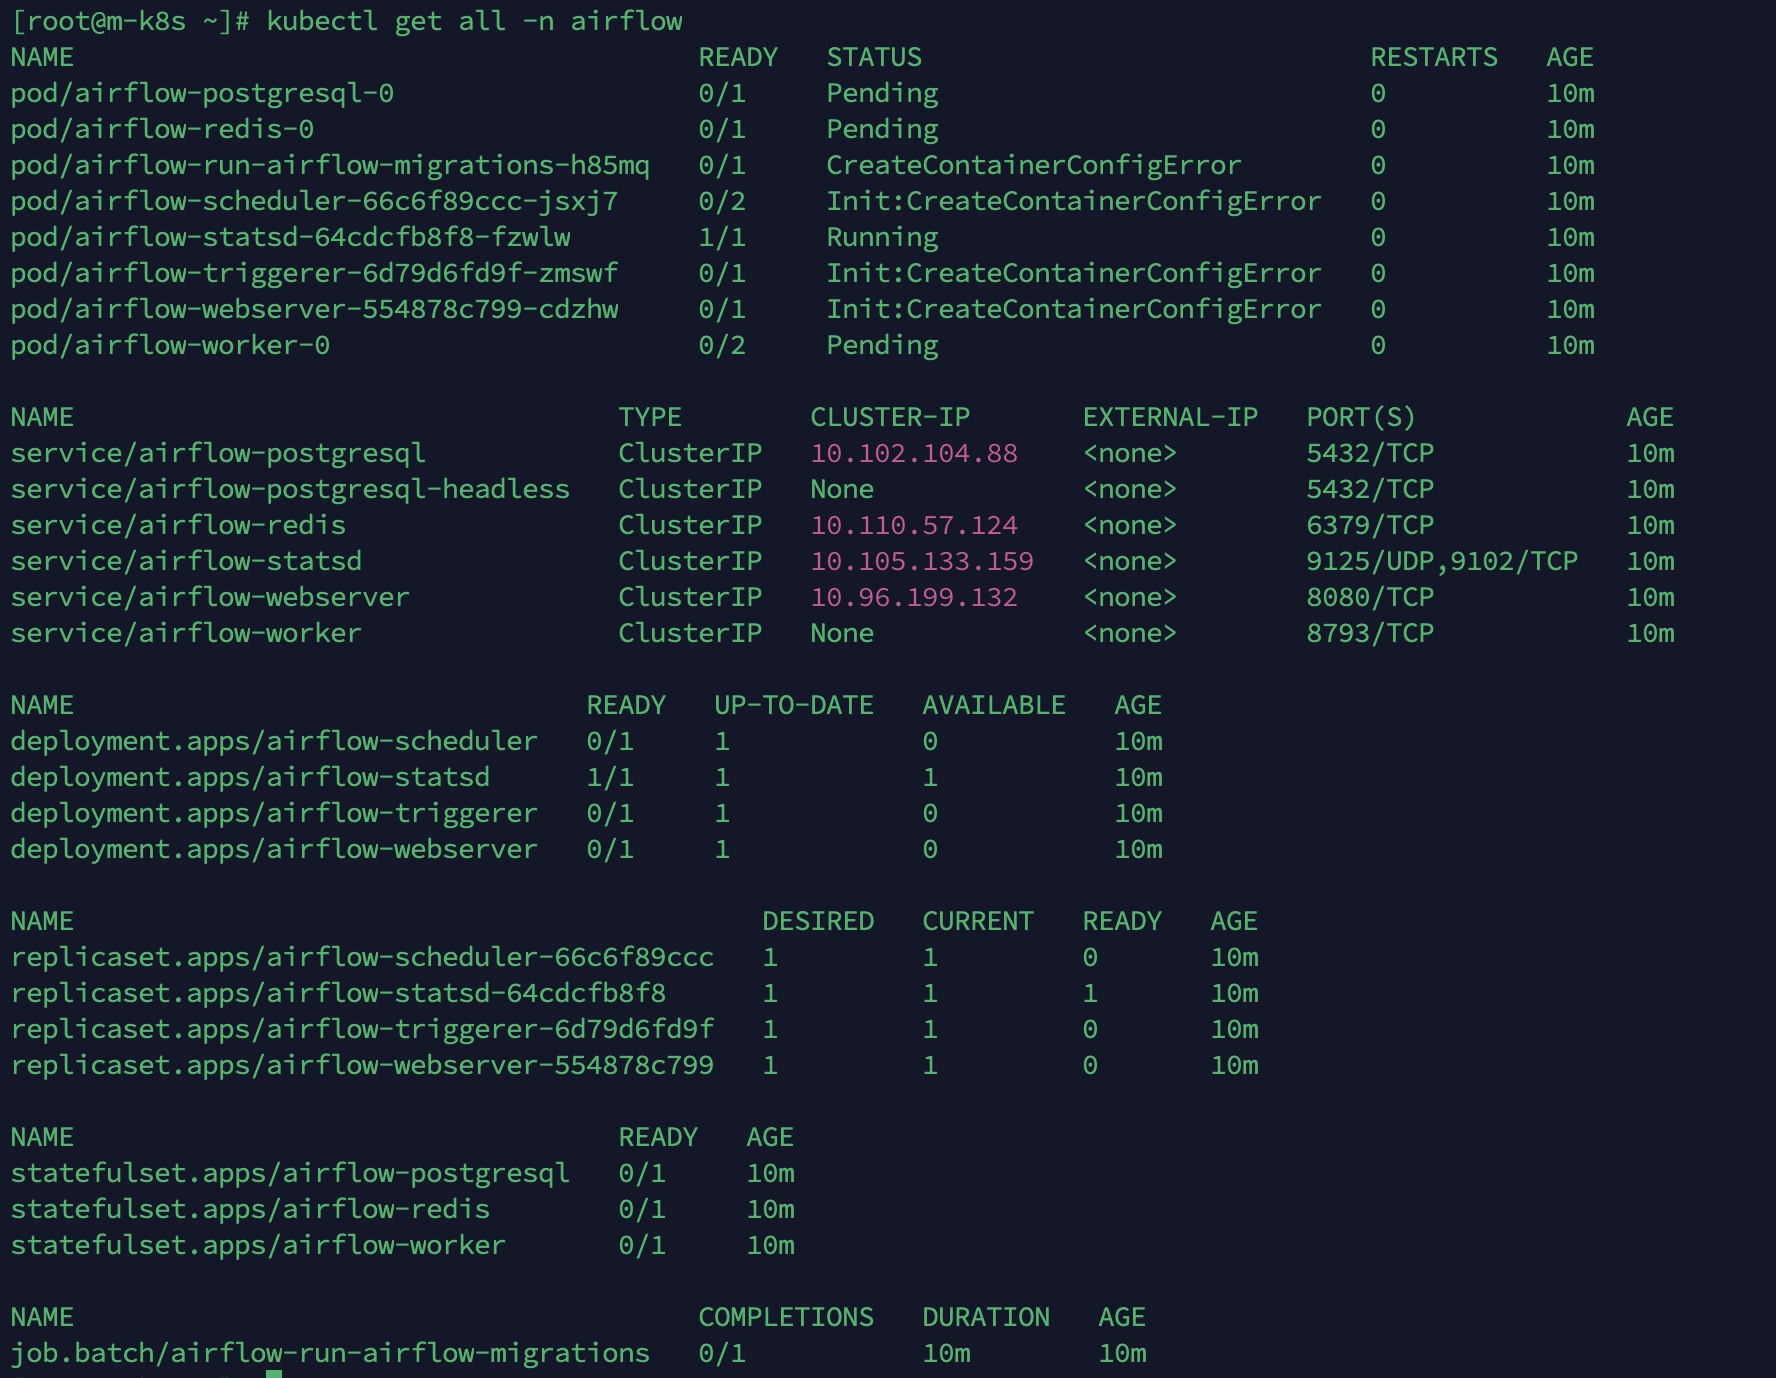 [root@m-k8s ~]# kubectl get all -n airflow
NAME READY STATUS RESTARTS AGE
pod/airflow-postgresql-0 0/1 Pending 0 10m
pod/airflow-redis-0 0/1 Pending 0 10m
pod/airflow-run-airflow-migrations-h85mq 0/1 CreateContainerConfigError 0 10m
pod/airflow-scheduler-66c6f89ccc-jsxj7 0/2 Init:CreateContainerConfigError 0 10m
pod/airflow-statsd-64cdcfb8f8-fzwlw 1/1 Running 0 10m
pod/airflow-triggerer-6d79d6fd9f-zmswf 0/1 Init:CreateContainerConfigError 0 10m
pod/airflow-webserver-554878c799-cdzhw 0/1 Init:CreateContainerConfigError 0 10m
pod/airflow-worker-0 0/2 Pending 0 10m
NAME TYPE CLUSTER-IP EXTERNAL-IP PORT(S) AGE
service/airflow-postgresql ClusterIP 10.102.104.88 <none> 5432/TCP 10m
service/airflow-postgresql-headless ClusterIP None <none> 5432/TCP 10m
service/airflow-redis ClusterIP 10.110.57.124 <none> 6379/TCP 10m
service/airflow-statsd ClusterIP 10.105.133.159 <none> 9125/UDP,9102/TCP 10m
service/airflow-webserver ClusterIP 10.96.199.132 <none> 8080/TCP 10m
service/airflow-worker ClusterIP None <none> 8793/TCP 10m
NAME READY UP-TO-DATE AVAILABLE AGE
deployment.apps/airflow-scheduler 0/1 1 0 10m
deployment.apps/airflow-statsd 1/1 1 1 10m
deployment.apps/airflow-triggerer 0/1 1 0 10m
deployment.apps/airflow-webserver 0/1 1 0 10m
NAME DESIRED CURRENT READY AGE
replicaset.apps/airflow-scheduler-66c6f89ccc 1 1 0 10m
replicaset.apps/airflow-statsd-64cdcfb8f8 1 1 1 10m
replicaset.apps/airflow-triggerer-6d79d6fd9f 1 1 0 10m
replicaset.apps/airflow-webserver-554878c799 1 1 0 10m
NAME READY AGE
statefulset.apps/airflow-postgresql 0/1 10m
statefulset.apps/airflow-redis 0/1 10m
statefulset.apps/airflow-worker 0/1 10m
NAME COMPLETIONS DURATION AGE
job.batch/airflow-run-airflow-migrations 0/1 10m 10m